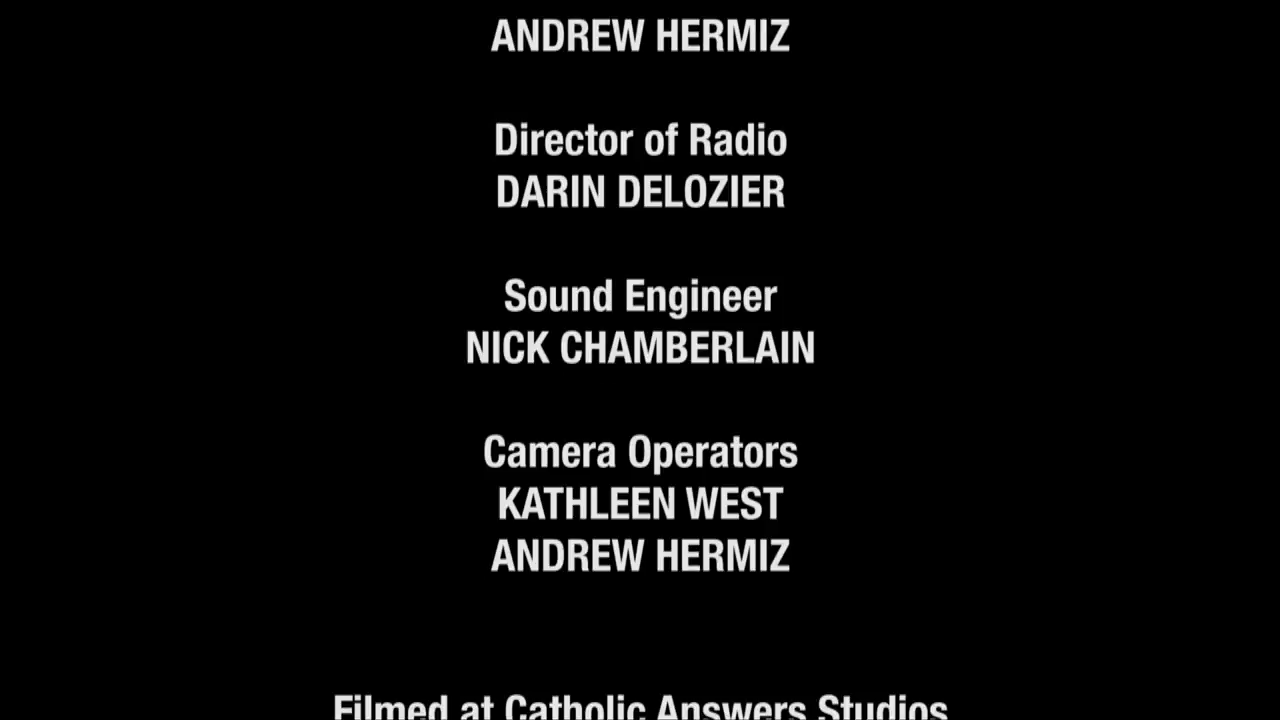 ANDREW HERMIZ
Director of Radio
DARIN DELOZIER
Sound Engineer
NICK CHAMBERLAIN
Camera Operators
KATHLEEN WEST
ANDREW HERMIZ
Filmed at Catholic Answers Studios